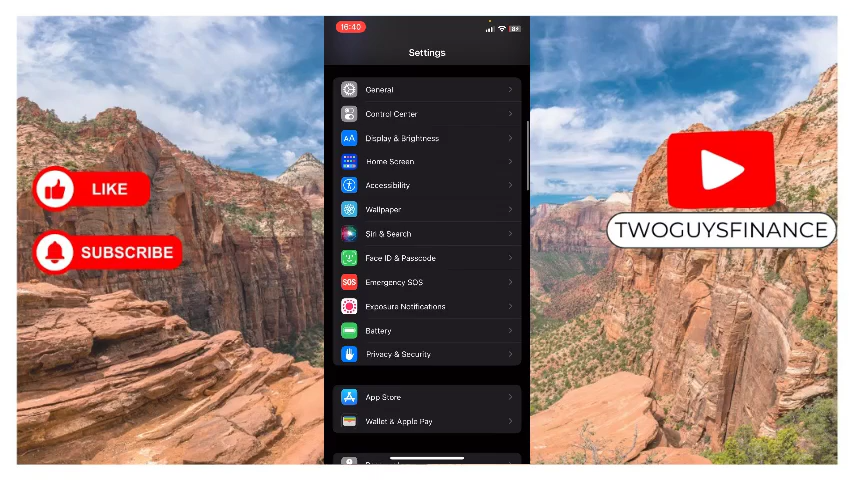 16:40
Settings
General
Control Center
AA Display & Brightness
Home Screen
Accessibility
Wallpaper
Siri & Search
Face ID & Passcode
SOS Emergency SOS
Exposure Notifications
Battery
Privacy & Security
App Store
Wallet & Apple Pay
LIKE
SUBSCRIBE
TWOGUYSFINANCE